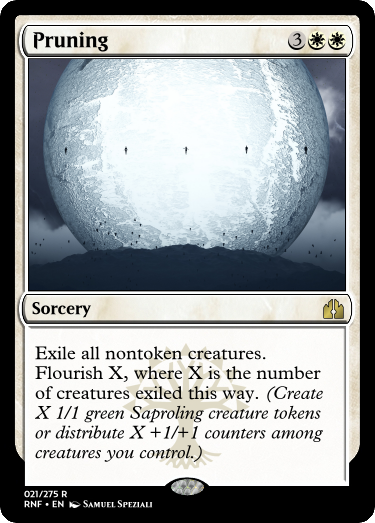 Pruning 3
Sorcery
Exile all nontoken creatures.
Flourish X, where X is the number
of creatures exiled this way. (Create
X 1/1 green Saproling creature tokens
or distribute X +1/+1 counters among
creatures you control.)
021/275 R
RNF • EN SAMUEL SPEZIALI